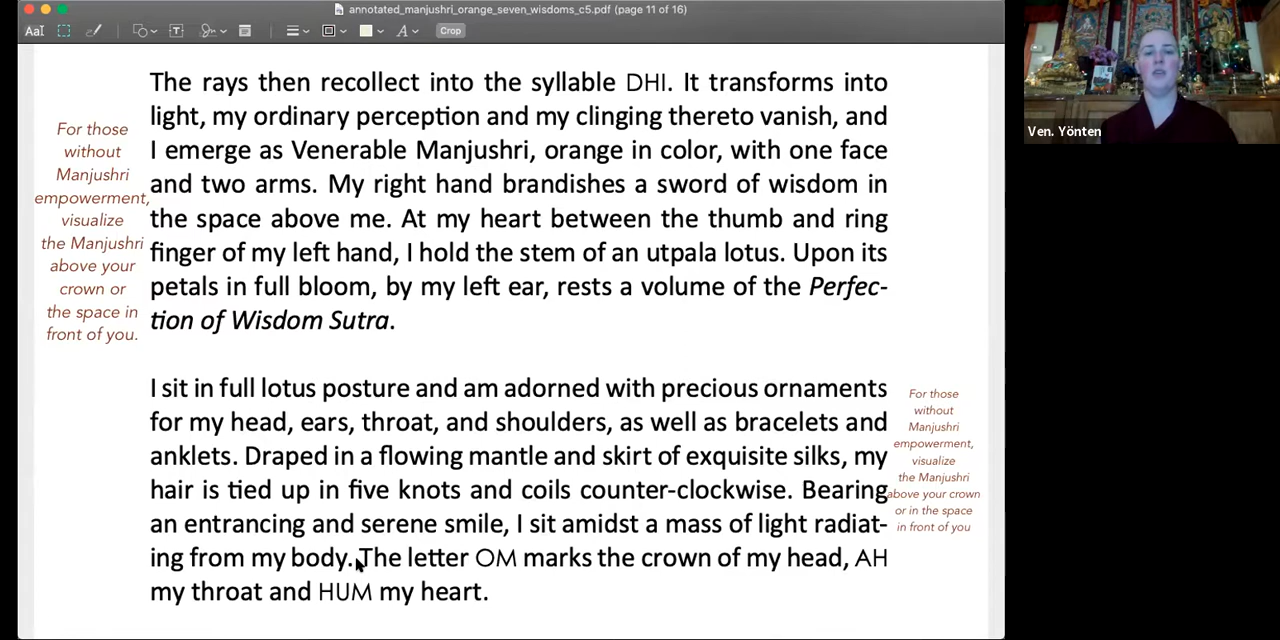 annotated_manjushri_orange_seven_wisdoms_c5.pdf (page 11 of 16)
AaI
T
A
Crop
The rays then recollect into the syllable DHI. It transforms into
light, my ordinary perception and my clinging thereto vanish, and
I emerge as Venerable Manjushri, orange in color, with one face
and two arms. My right hand brandishes a sword of wisdom in
the space above me. At my heart between the thumb and ring
finger of my left hand, I hold the stem of an utpala lotus. Upon its
petals in full bloom, by my left ear, rests a volume of the Perfec-
tion of Wisdom Sutra.
For those
without
Manjushri
empowerment,
visualize
the Manjushri
above your
crown or
the space in
front of you.
I sit in full lotus posture and am adorned with precious ornaments
for my head, ears, throat, and shoulders, as well as bracelets and
anklets. Draped in a flowing mantle and skirt of exquisite silks, my
hair is tied up in five knots and coils counter-clockwise. Bearing
an entrancing and serene smile, I sit amidst a mass of light radiat-
ing from my body. The letter OM marks the crown of my head, AH
my throat and HUM my heart.
For those
without
Manjushri
empowerment,
visualize
the Manjushri
above your crown
or in the space
in front of you
Ven. Yönten